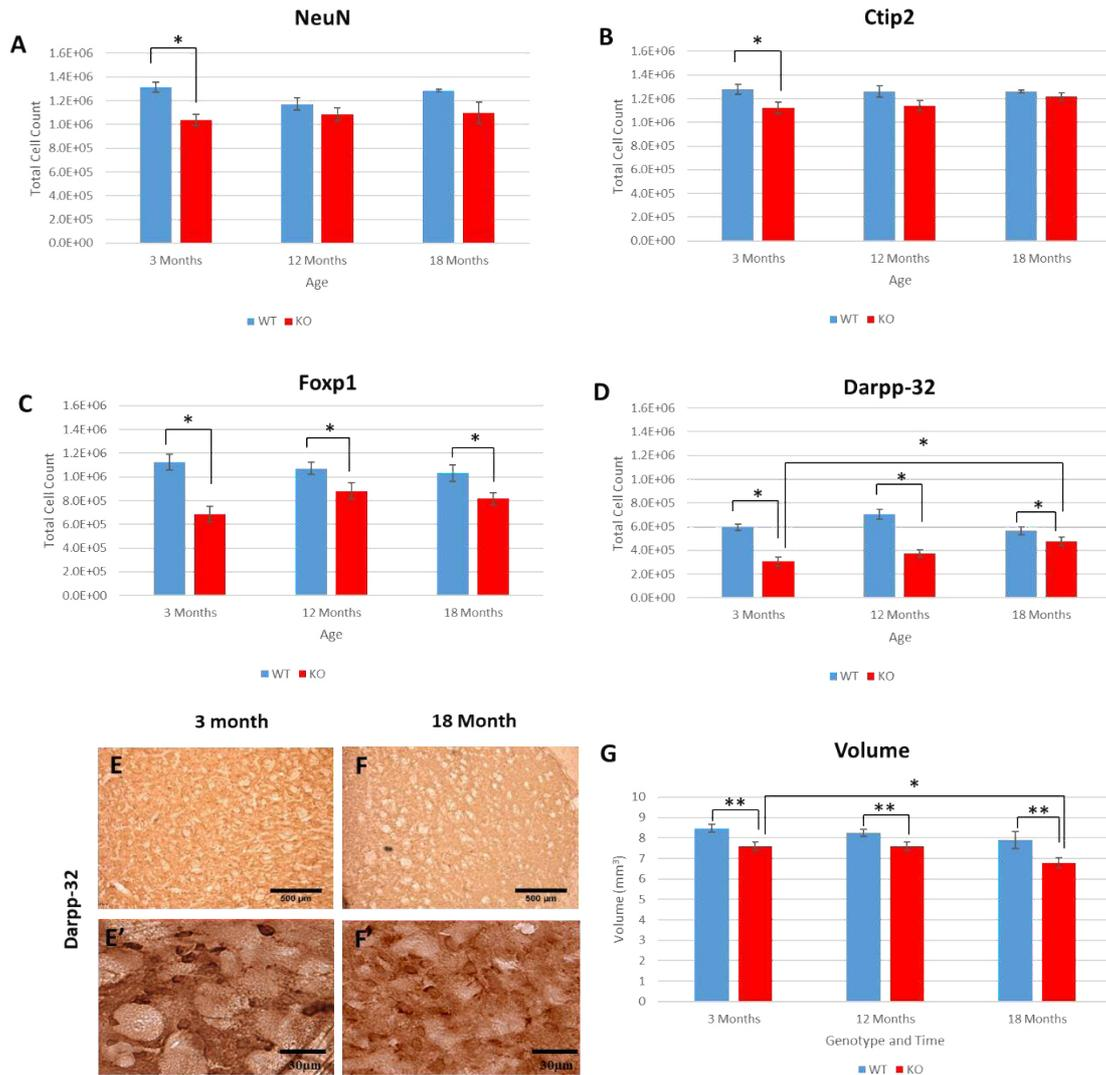 A
NeuN
*
1.6E+06
1.4E+06
1.2E+06
1.0E+06
8.0E+05
6.0E+05
4.0E+05
2.0E+05
0.0E+00
Total Cell Count
3 Months 12 Months 18 Months
Age
WT KO
B
Ctip2
*
1.6E+06
1.4E+06
1.2E+06
1.0E+06
8.0E+05
6.0E+05
4.0E+05
2.0E+05
0.0E+00
Total Cell Count
3 Months 12 Months 18 Months
Age
WT KO
C
Foxp1
* * *
1.6E+06
1.4E+06
1.2E+06
1.0E+06
8.0E+05
6.0E+05
4.0E+05
2.0E+05
0.0E+00
Total Cell Count
3 Months 12 Months 18 Months
Age
WT KO
D
Darpp-32
*
* * *
1.6E+06
1.4E+06
1.2E+06
1.0E+06
8.0E+05
6.0E+05
4.0E+05
2.0E+05
0.0E+00
Total Cell Count
3 Months 12 Months 18 Months
Age
WT KO
3 month 18 Month
Darpp-32
E
500 µm
F
500 µm
E'
30µm
F'
30µm
G
Volume
*
** ** **
10
9
8
7
6
5
4
3
2
1
0
Volume (mm³)
3 Months 12 Months 18 Months
Genotype and Time
WT KO